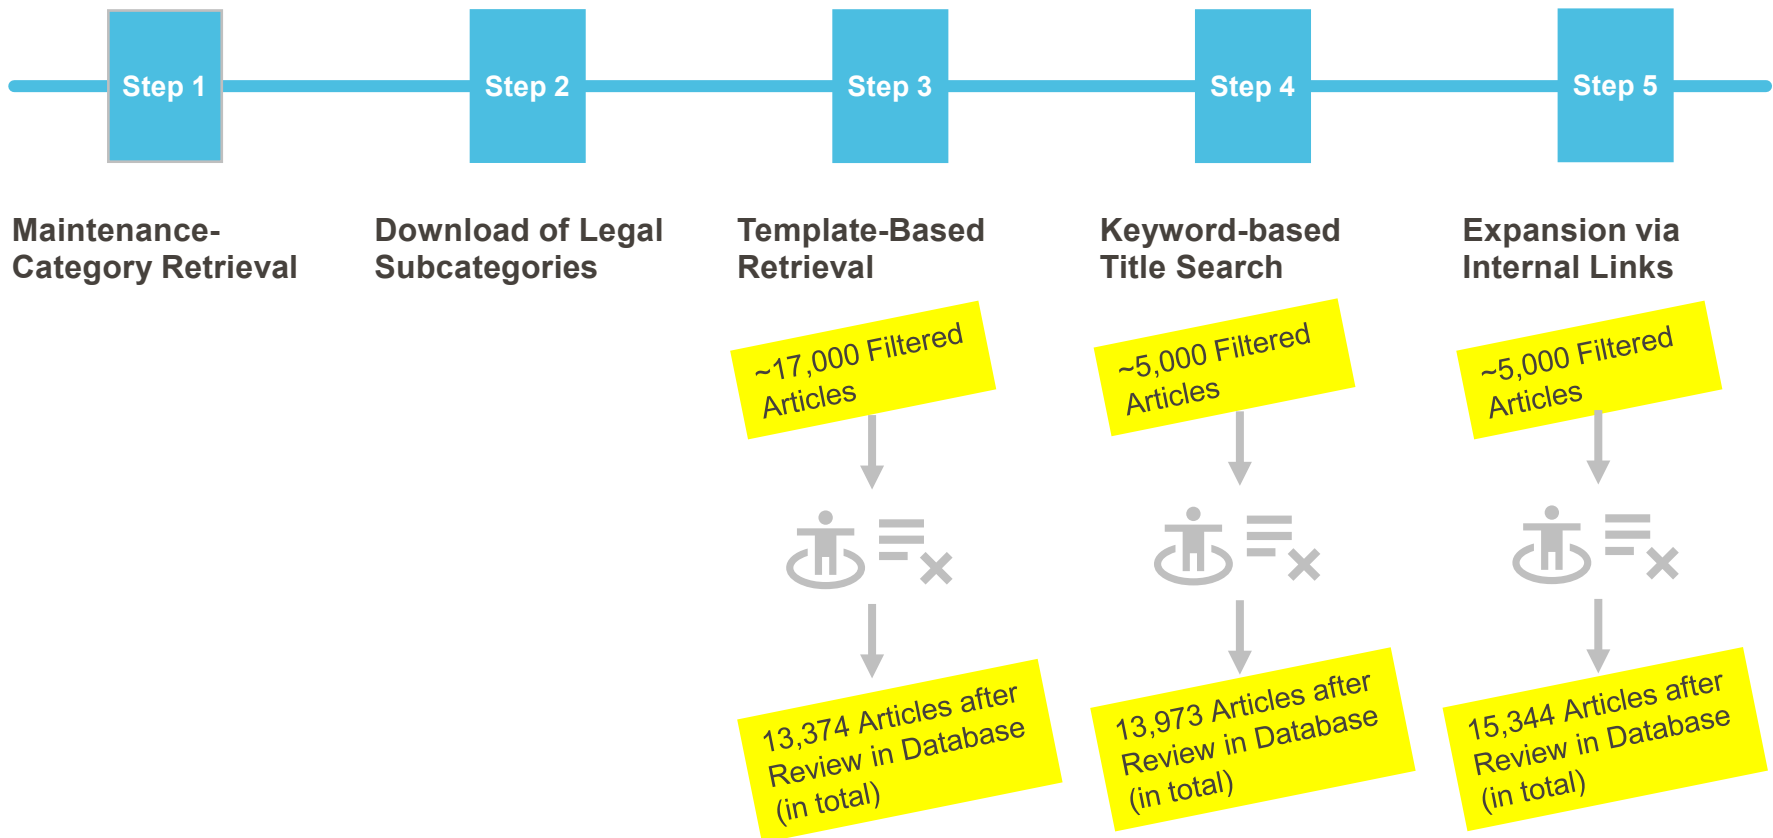 Step 1
Step 2
Step 3
Step 4
Step 5
Maintenance-
Category Retrieval
Download of Legal
Subcategories
Template-Based
Retrieval
Keyword-based
Title Search
Expansion via
Internal Links
~17,000 Filtered
Articles
~5,000 Filtered
Articles
~5,000 Filtered
Articles
13,374 Articles after
Review in Database
(in total)
13,973 Articles after
Review in Database
(in total)
15,344 Articles after
Review in Database
(in total)